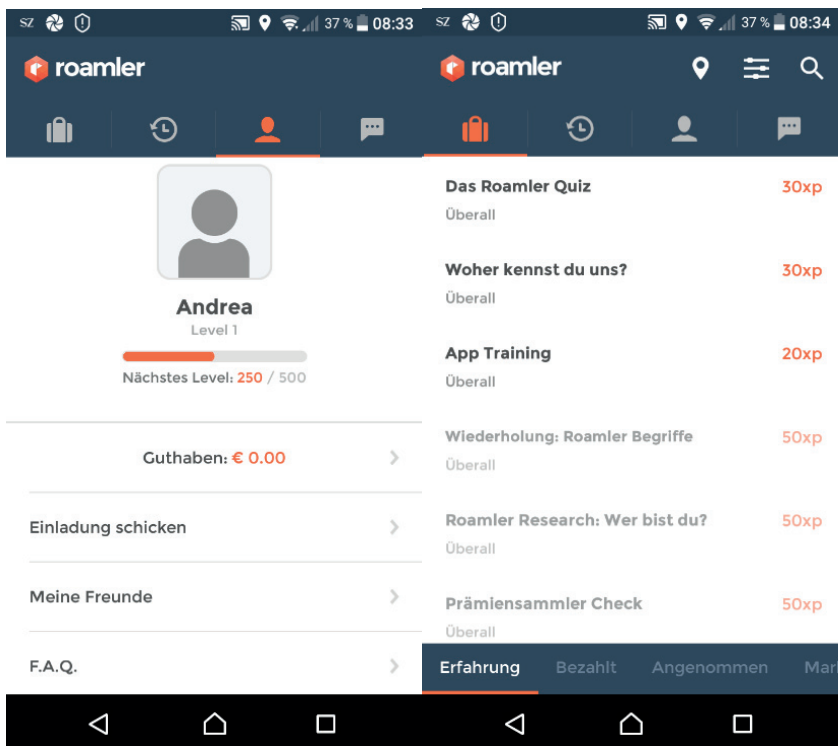 SZ 37 % 08:33
roamler
Andrea
Level 1
Nächstes Level: 250 / 500
Guthaben: € 0.00
Einladung schicken
Meine Freunde
F.A.Q.
SZ 37 % 08:34
roamler
Das Roamler Quiz 30xp
Überall
Woher kennst du uns? 30xp
Überall
App Training 20xp
Überall
Wiederholung: Roamler Begriffe 50xp
Überall
Roamler Research: Wer bist du? 50xp
Überall
Prämiensammler Check 50xp
Überall
Erfahrung Bezahlt Angenommen